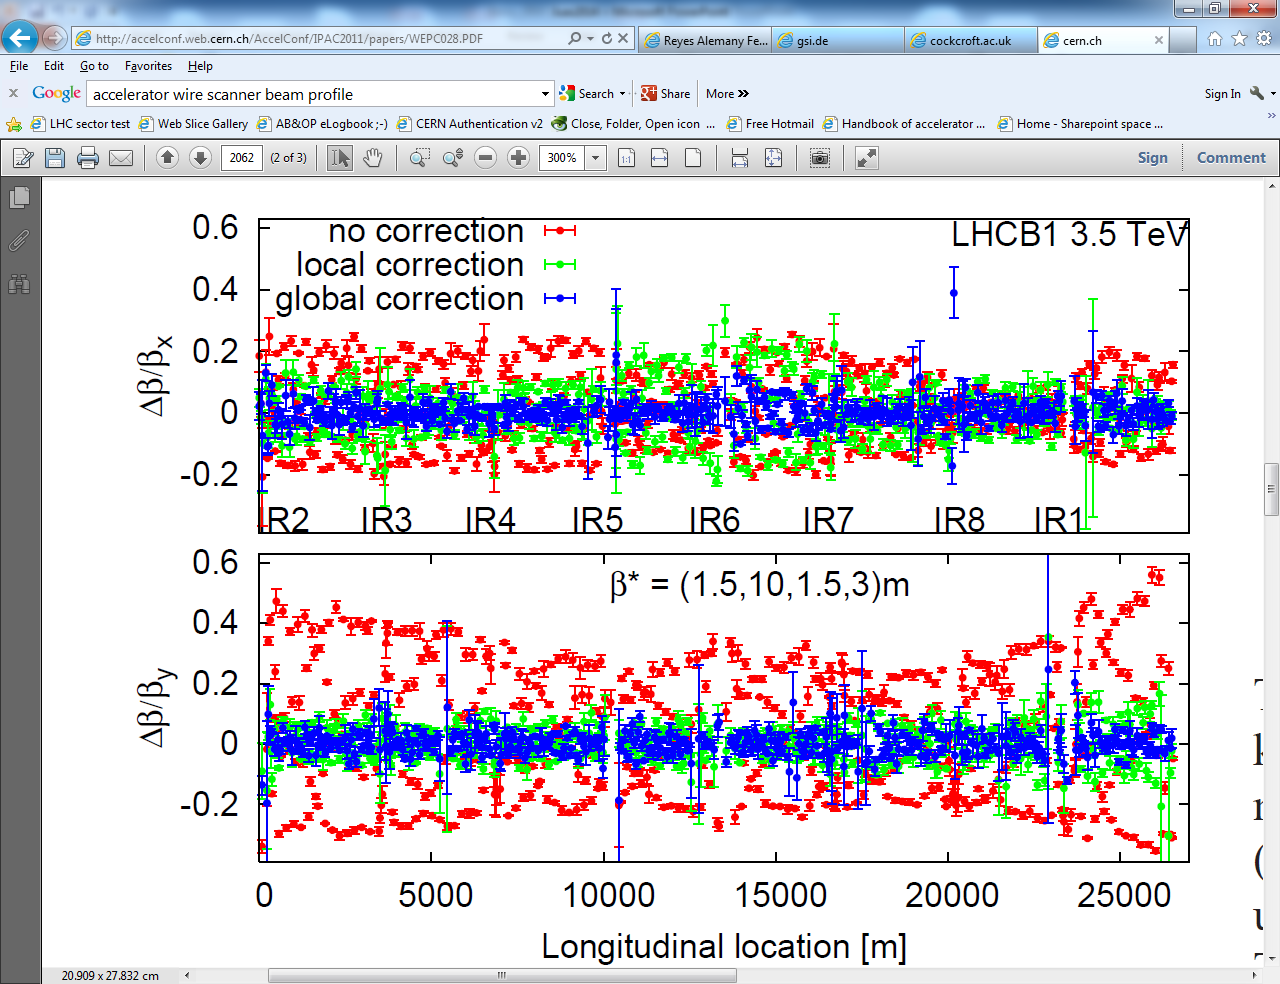 http://accelconf.web.cern.ch/AccelConf/IPAC2011/papers/WEPC028.PDF
Reyes Alemany Fe...
gsi.de
cockcroft.ac.uk
cern.ch
File Edit Go to Favorites Help
x Google accelerator wire scanner beam profile Search Share More »
Sign In
LHC sector test Web Slice Gallery AB&OP eLogbook ;-) CERN Authentication v2 Close, Folder, Open icon ... Free Hotmail Handbook of accelerator ... Home - Sharepoint space ...
2062 (2 of 3) 300% 1:1 Sign Comment
no correction
local correction
global correction
LHCB1 3.5 TeV
0.6
0.4
0.2
0
-0.2
Δβ/βx
IR2 IR3 IR4 IR5 IR6 IR7 IR8 IR1
β* = (1.5,10,1.5,3)m
0.6
0.4
0.2
0
-0.2
Δβ/βy
0 5000 10000 15000 20000 25000
Longitudinal location [m]
k
(
u
20.909 x 27.832 cm